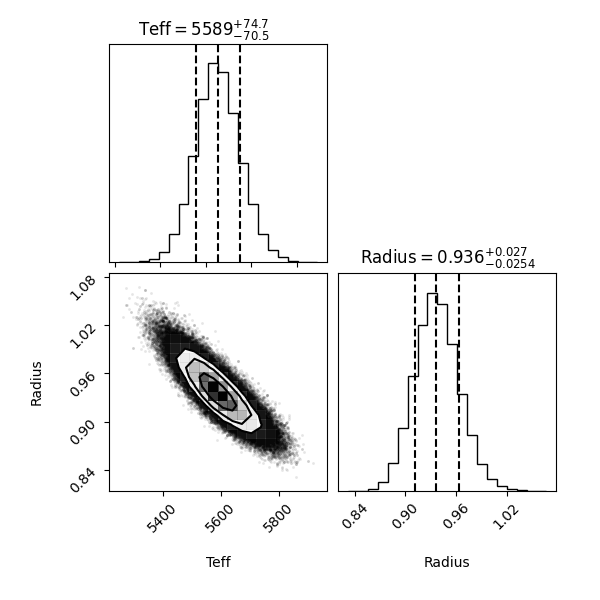 Teff = 5589 +74.7 −70.5
Radius = 0.936 +0.027 −0.0254
1.08
1.02
0.96
0.90
0.84
Radius
5400
5600
5800
Teff
0.84
0.90
0.96
1.02
Radius